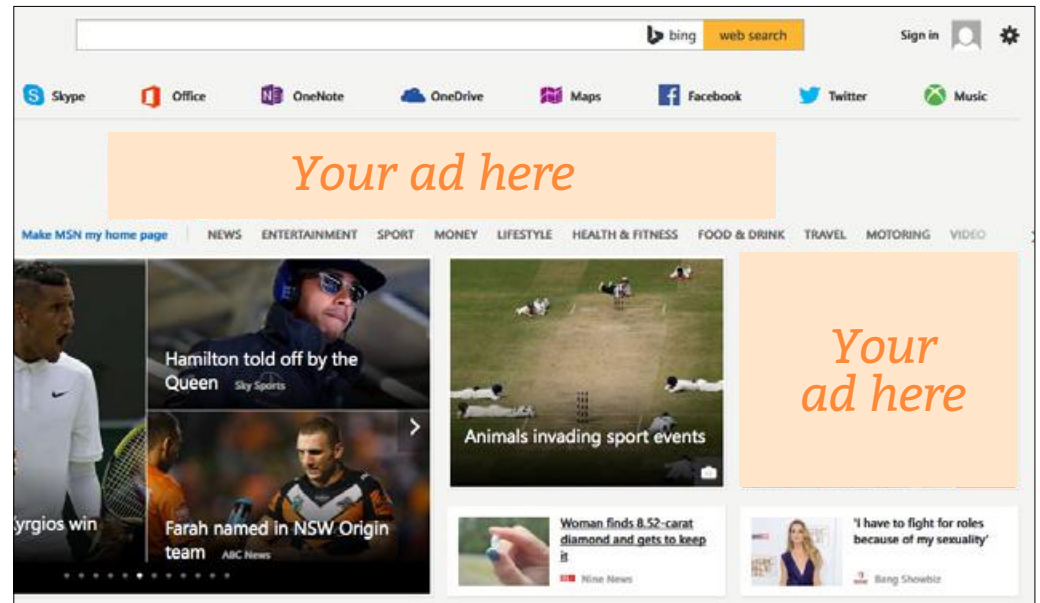 bing
web search
Sign in
Skype
Office
OneNote
OneDrive
Maps
Facebook
Twitter
Music
Your ad here
Make MSN my home page
NEWS
ENTERTAINMENT
SPORT
MONEY
LIFESTYLE
HEALTH & FITNESS
FOOD & DRINK
TRAVEL
MOTORING
VIDEO
Hamilton told off by the
Queen Sky Sports
Animals invading sport events
Your
ad here
yrgios win
Farah named in NSW Origin
team ABC News
Woman finds 8.52-carat
diamond and gets to keep
it
Nine News
'I have to fight for roles
because of my sexuality'
Bang Showbiz